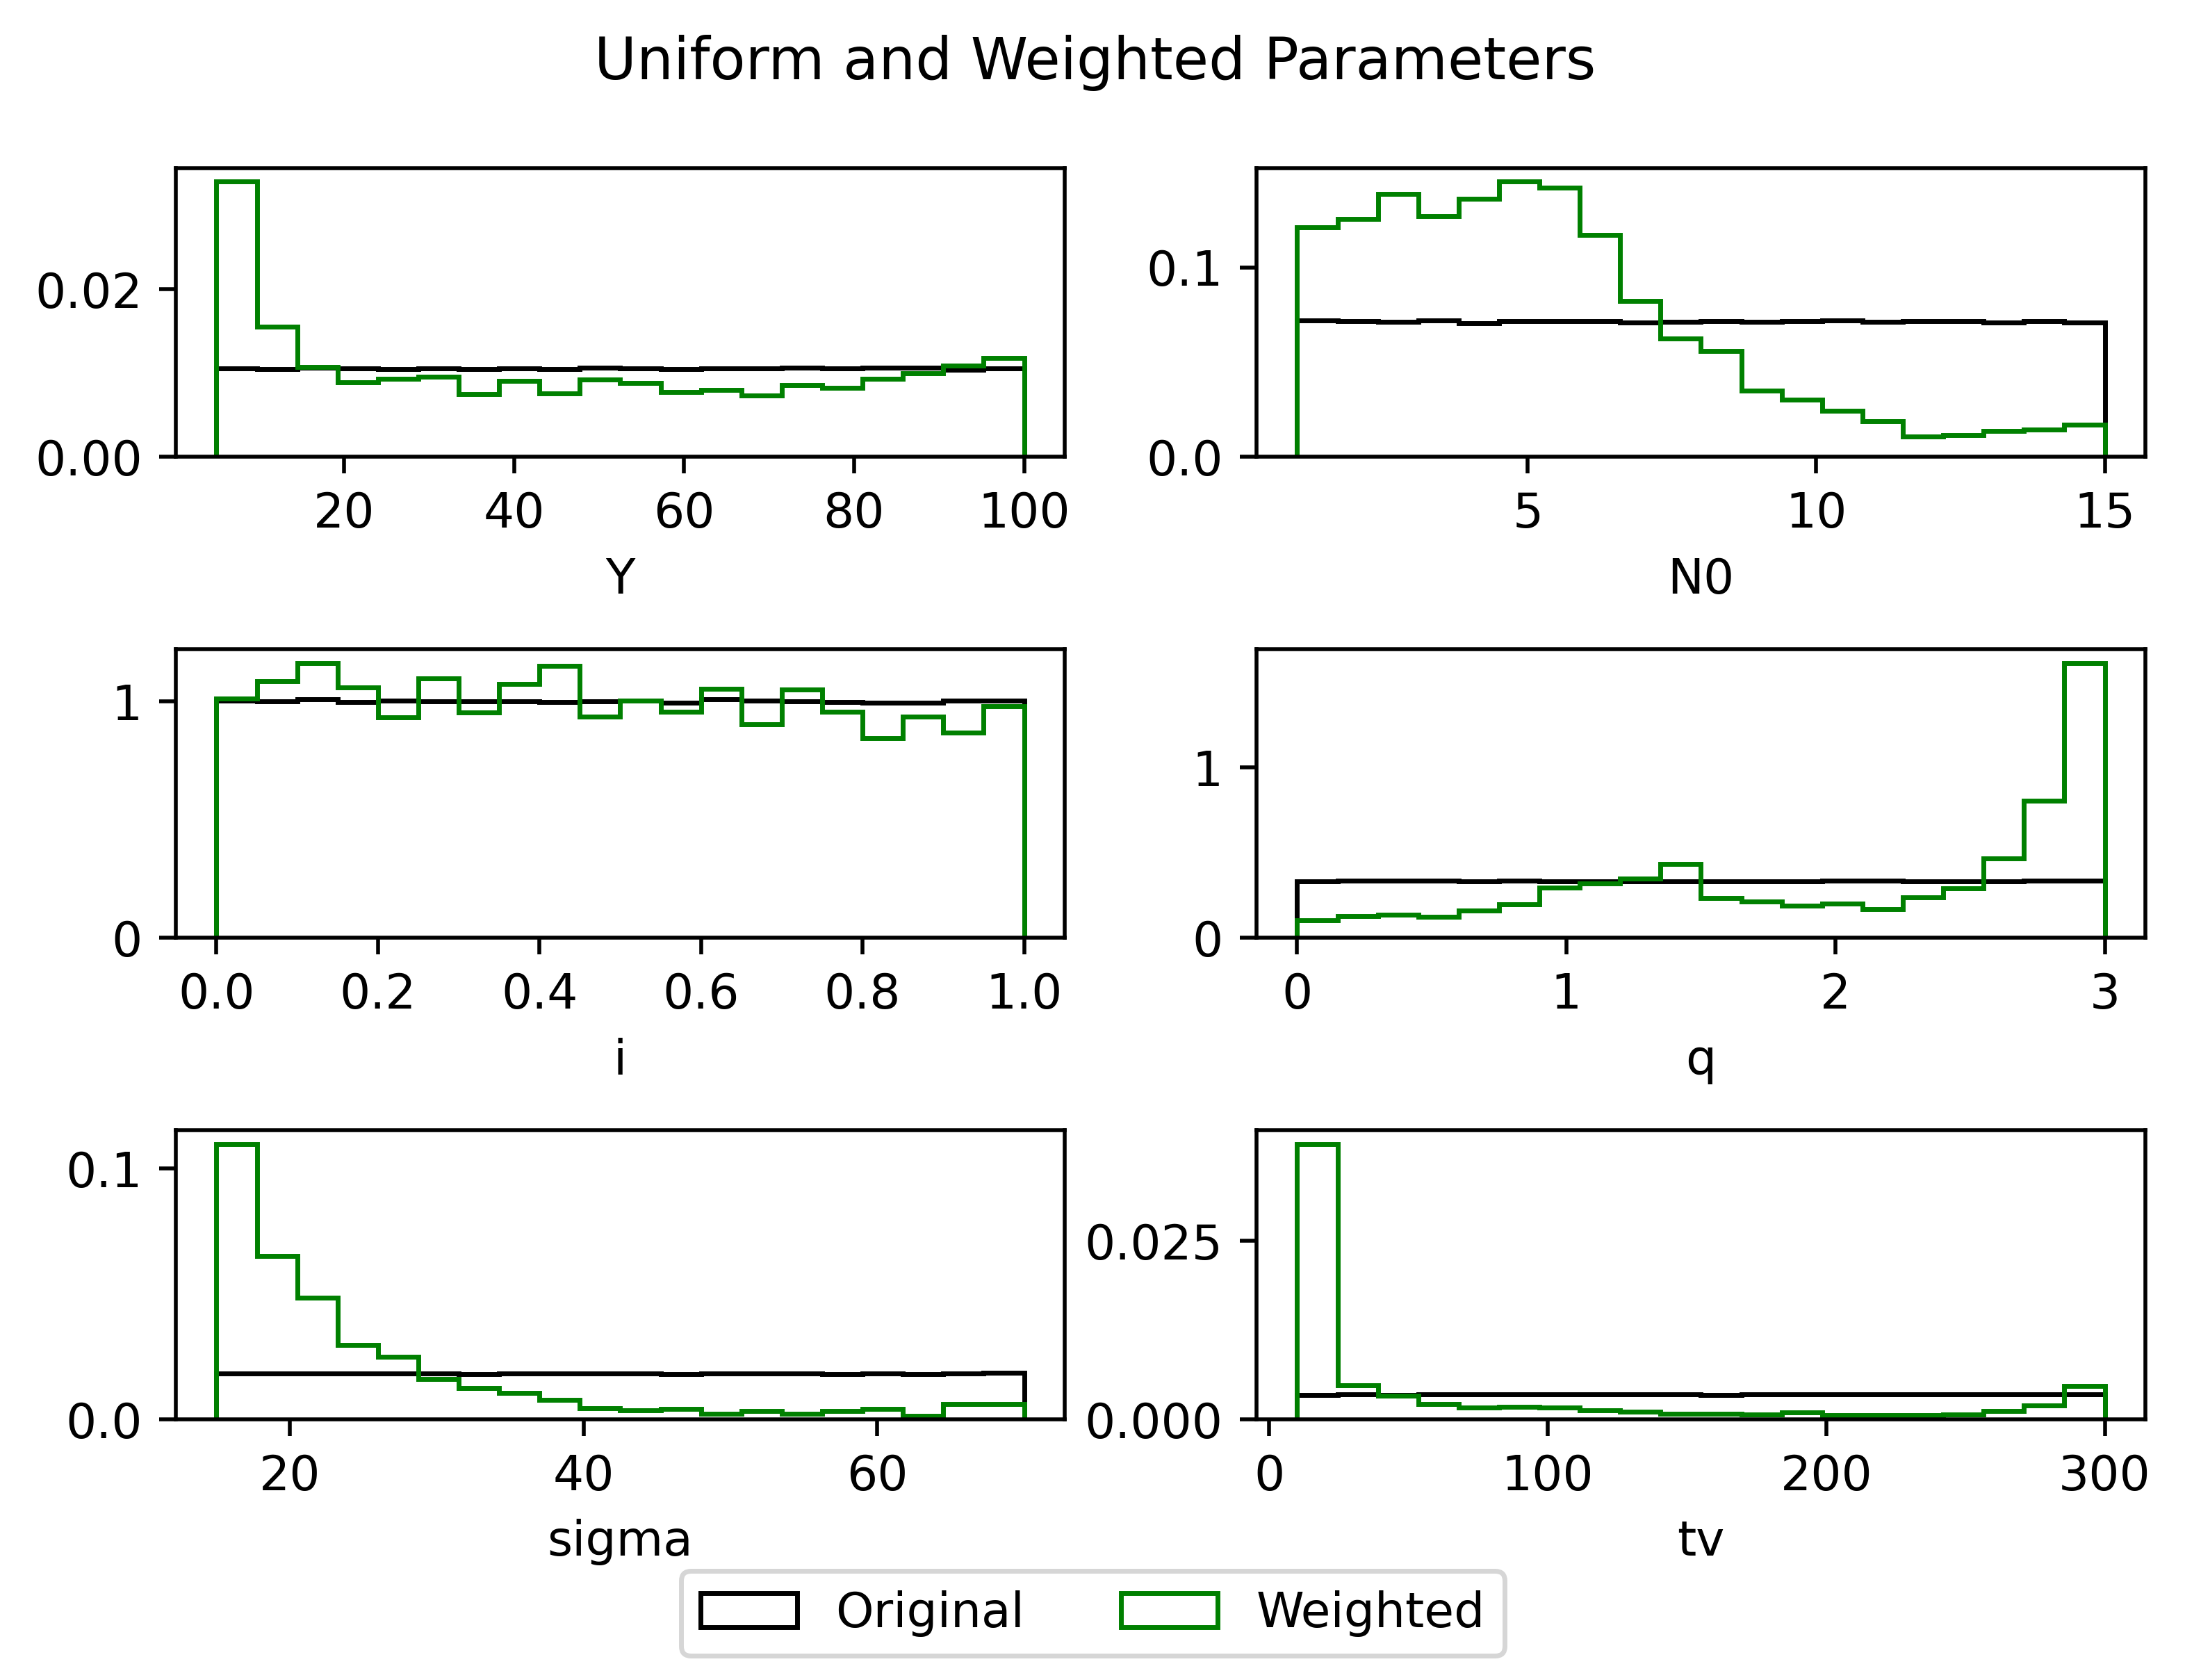 Uniform and Weighted Parameters
0.02
0.00
20 40 60 80 100
Y
0.1
0.0
5 10 15
N0
1
0
0.0 0.2 0.4 0.6 0.8 1.0
i
1
0
0 1 2 3
q
0.1
0.0
20 40 60
sigma
0.025
0.000
0 100 200 300
tv
Original Weighted